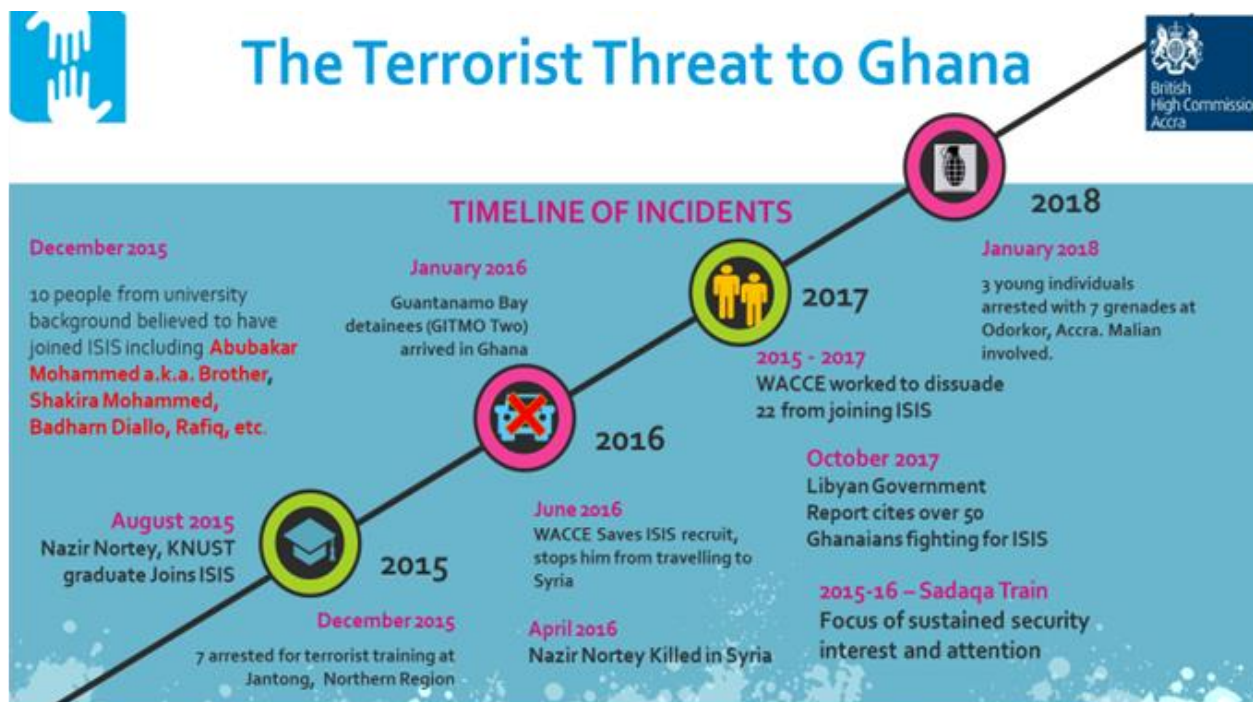 The Terrorist Threat to Ghana
British
High Commissio
Accra
TIMELINE OF INCIDENTS
December 2015
10 people from university
background believed to have
joined ISIS including Abubakar
Mohammed a.k.a. Brother,
Shakira Mohammed,
Badharn Diallo, Rafiq, etc.
August 2015
Nazir Nortey, KNUST
graduate Joins ISIS
2015
December 2015
7 arrested for terrorist training at
Jantong, Northern Region
January 2016
Guantanamo Bay
detainees (GITMO Two)
arrived in Ghana
2016
June 2016
WACCE Saves ISIS recruit,
stops him from travelling to
Syria
April 2016
Nazir Nortey Killed in Syria
2017
2015 - 2017
WACCE worked to dissuade
22 from joining ISIS
October 2017
Libyan Government
Report cites over 50
Ghanaians fighting for ISIS
2015-16 – Sadaqa Train
Focus of sustained security
interest and attention
2018
January 2018
3 young individuals
arrested with 7 grenades at
Odorkor, Accra. Malian
involved.